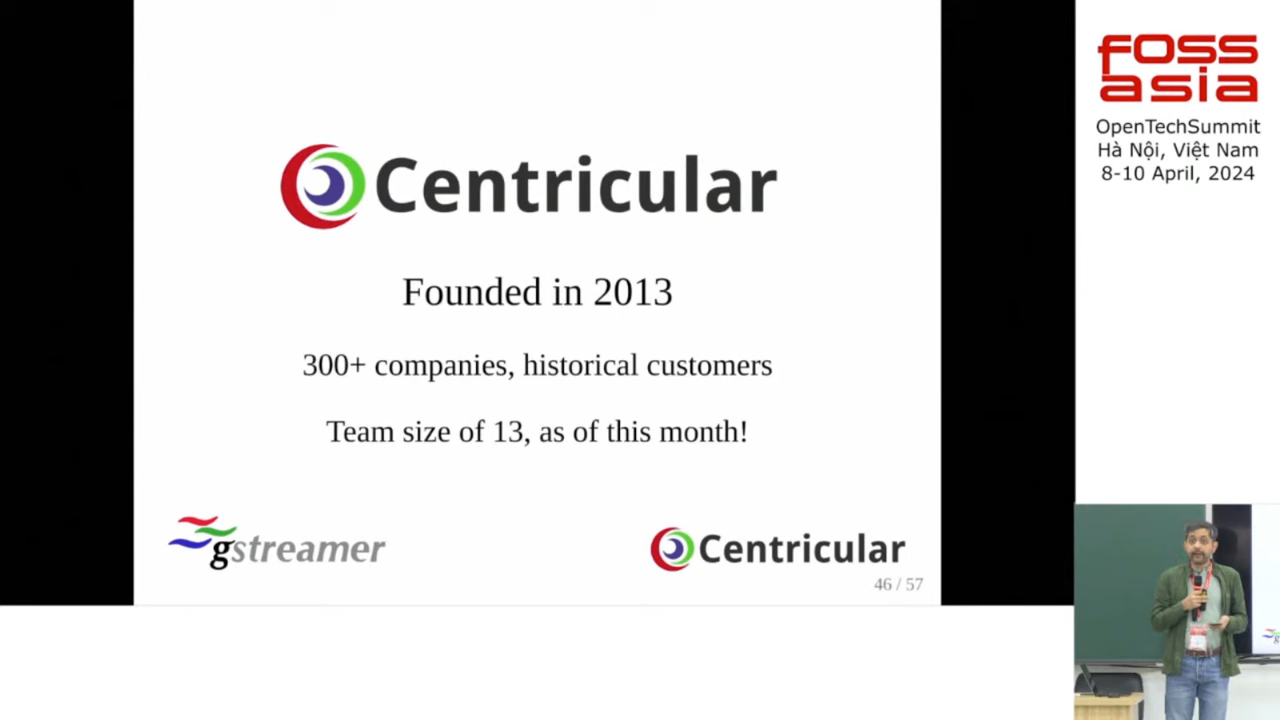 Centricular
Founded in 2013
300+ companies, historical customers
Team size of 13, as of this month!
gstreamer
Centricular
46 / 57
FOSS
asia
OpenTechSummit
Hà Nội, Việt Nam
8-10 April, 2024